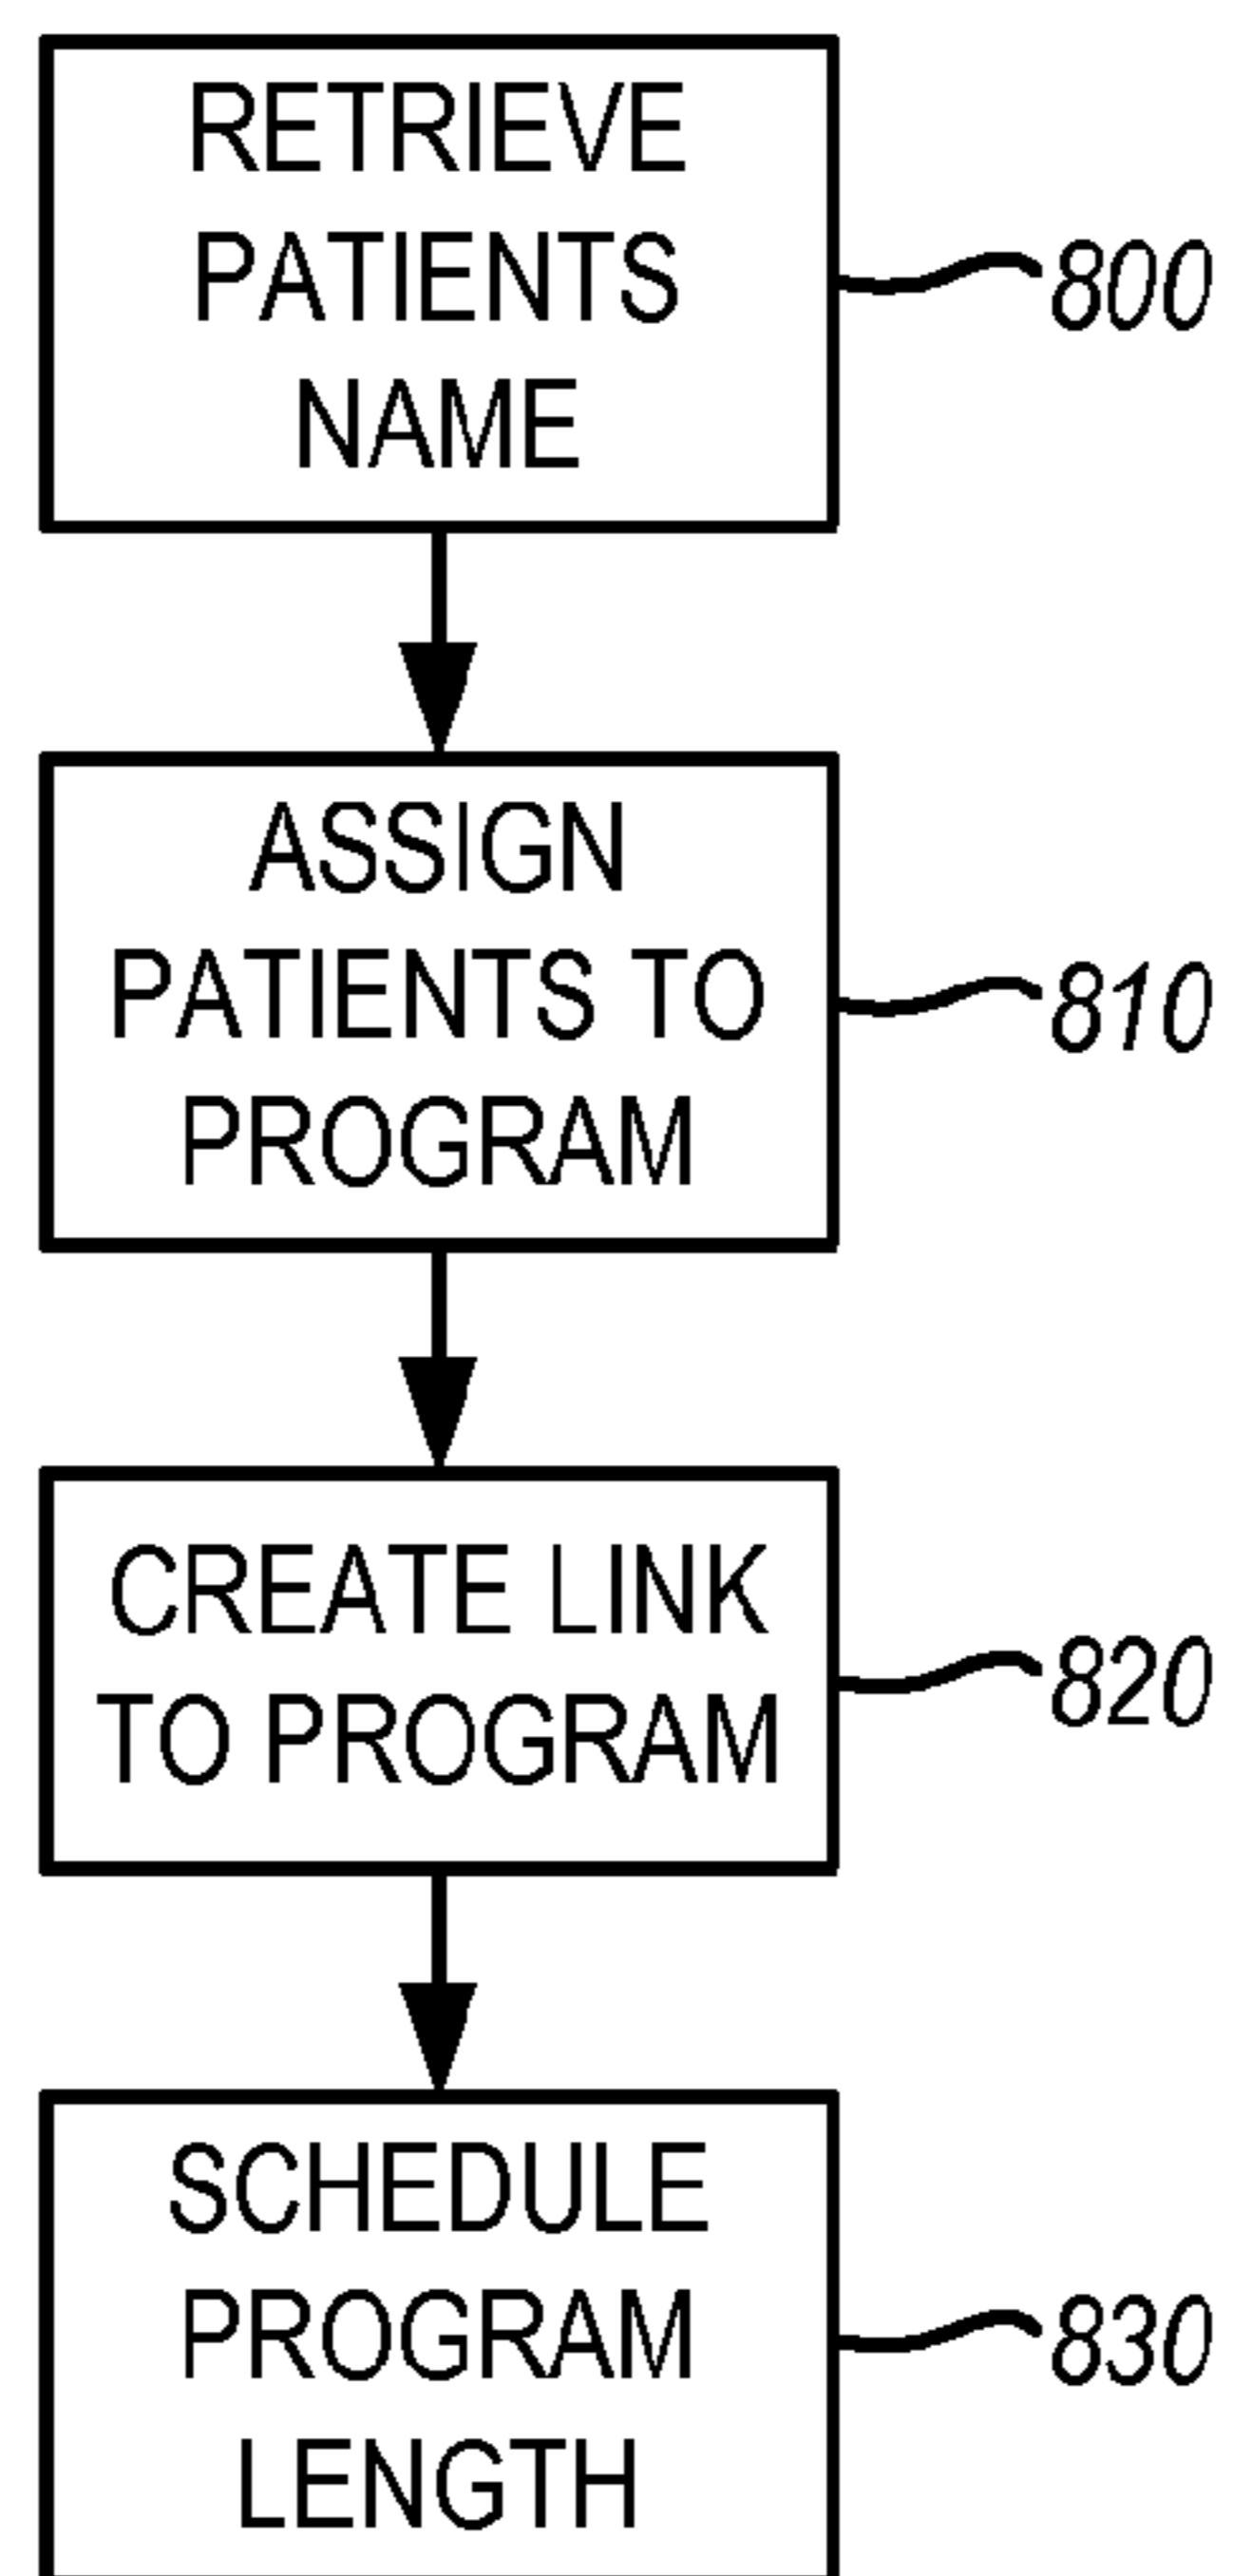 RETRIEVE
PATIENTS
NAME
800
ASSIGN
PATIENTS TO
PROGRAM
810
CREATE LINK
TO PROGRAM
820
SCHEDULE
PROGRAM
LENGTH
830